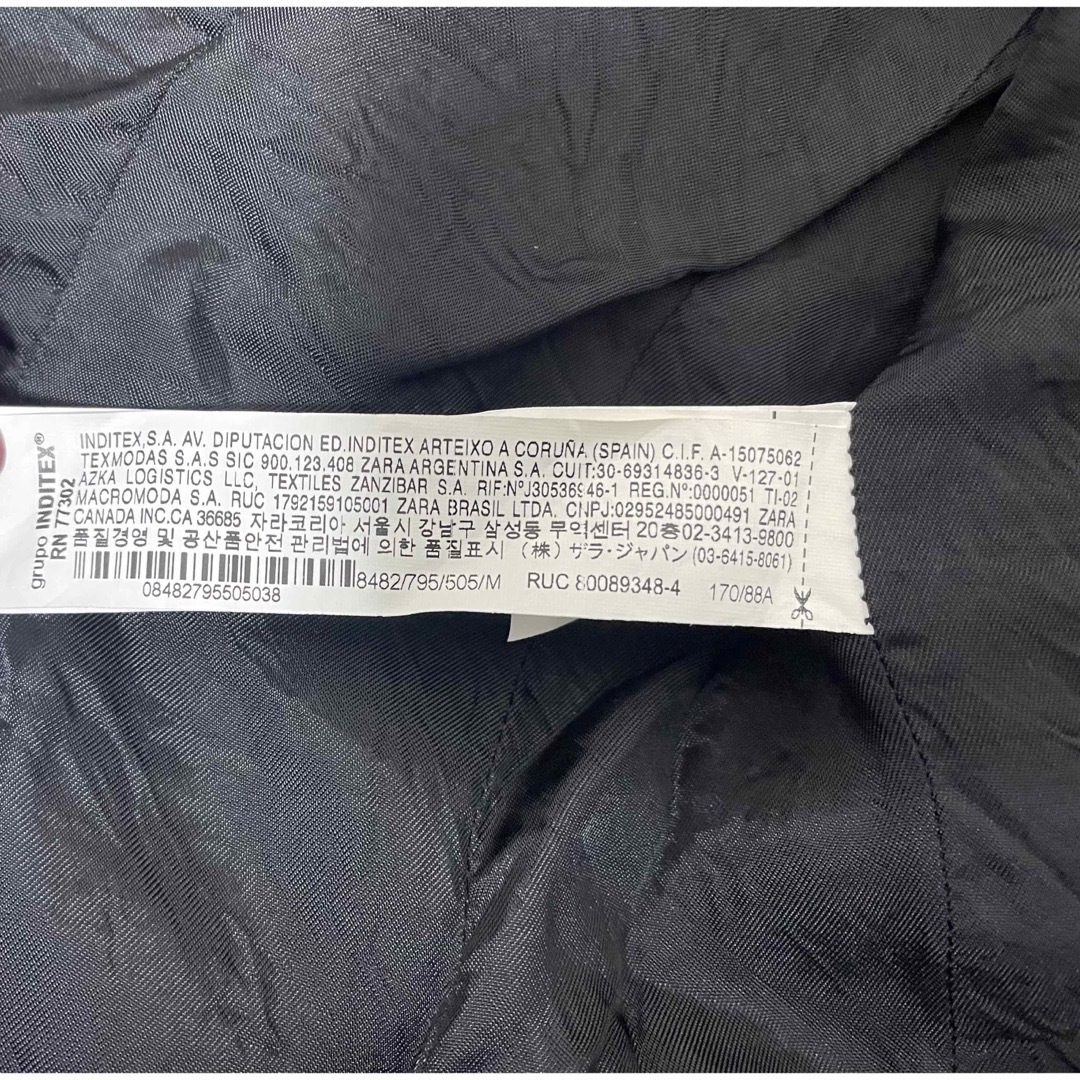 grupo INDITEX®
RN 77302
INDITEX,S.A. AV. DIPUTACION ED.INDITEX ARTEIXO A CORUÑA (SPAIN) C.I.F. A-15075062
TEXMODAS S.A.S SIC 900.123.408 ZARA ARGENTINA S.A. CUIT:30-69314836-3 V-127-01
AZKA LOGISTICS LLC, TEXTILES ZANZIBAR S.A. RIF:NºJ30536946-1 REG.Nº:0000051 TI-02
MACROMODA S.A. RUC 1792159105001 ZARA BRASIL LTDA. CNPJ:02952485000491 ZARA
CANADA INC.CA 36685 자라코리아 서울시 강남구 삼성동 무역센터 20층 02-3413-9800
품질경영 및 공산품안전 관리법에 의한 품질표시 (株) ザラ・ジャパン (03-6415-8061)
8482/795/505/M RUC 80089348-4 170/88A
08482795505038